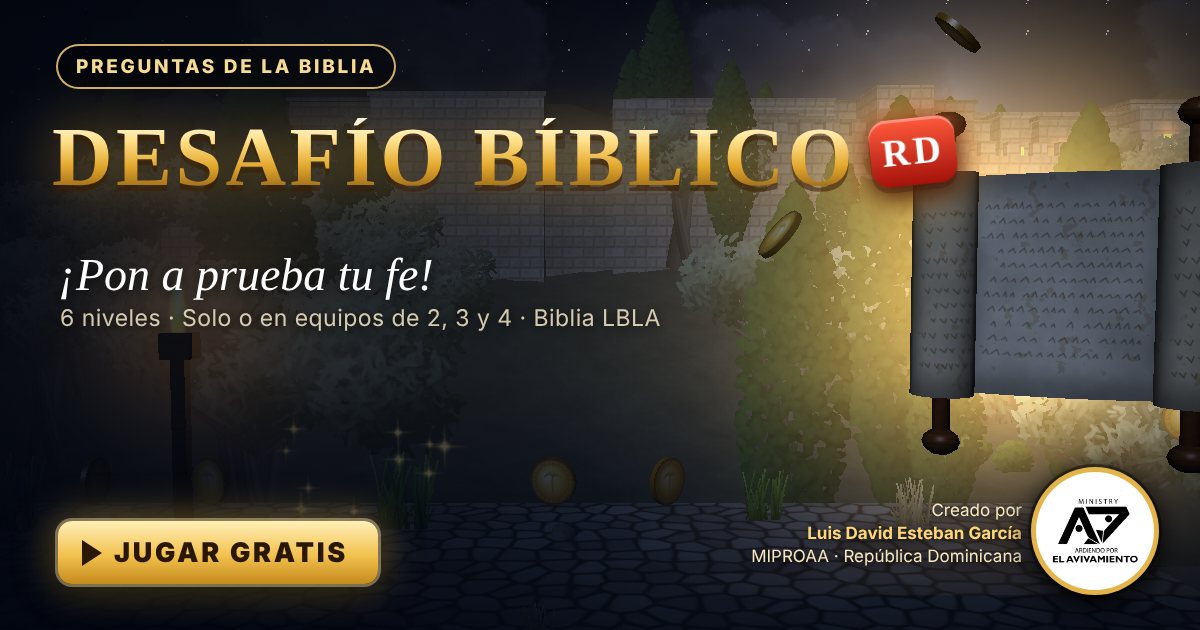 PREGUNTAS DE LA BIBLIA
DESAFÍO BÍBLICO RD
¡Pon a prueba tu fe!
6 niveles · Solo o en equipos de 2, 3 y 4 · Biblia LBLA
JUGAR GRATIS
Creado por
Luis David Esteban García
MIPROAA · República Dominicana
MINISTRY
ARDIENDO POR
EL AVIVAMIENTO